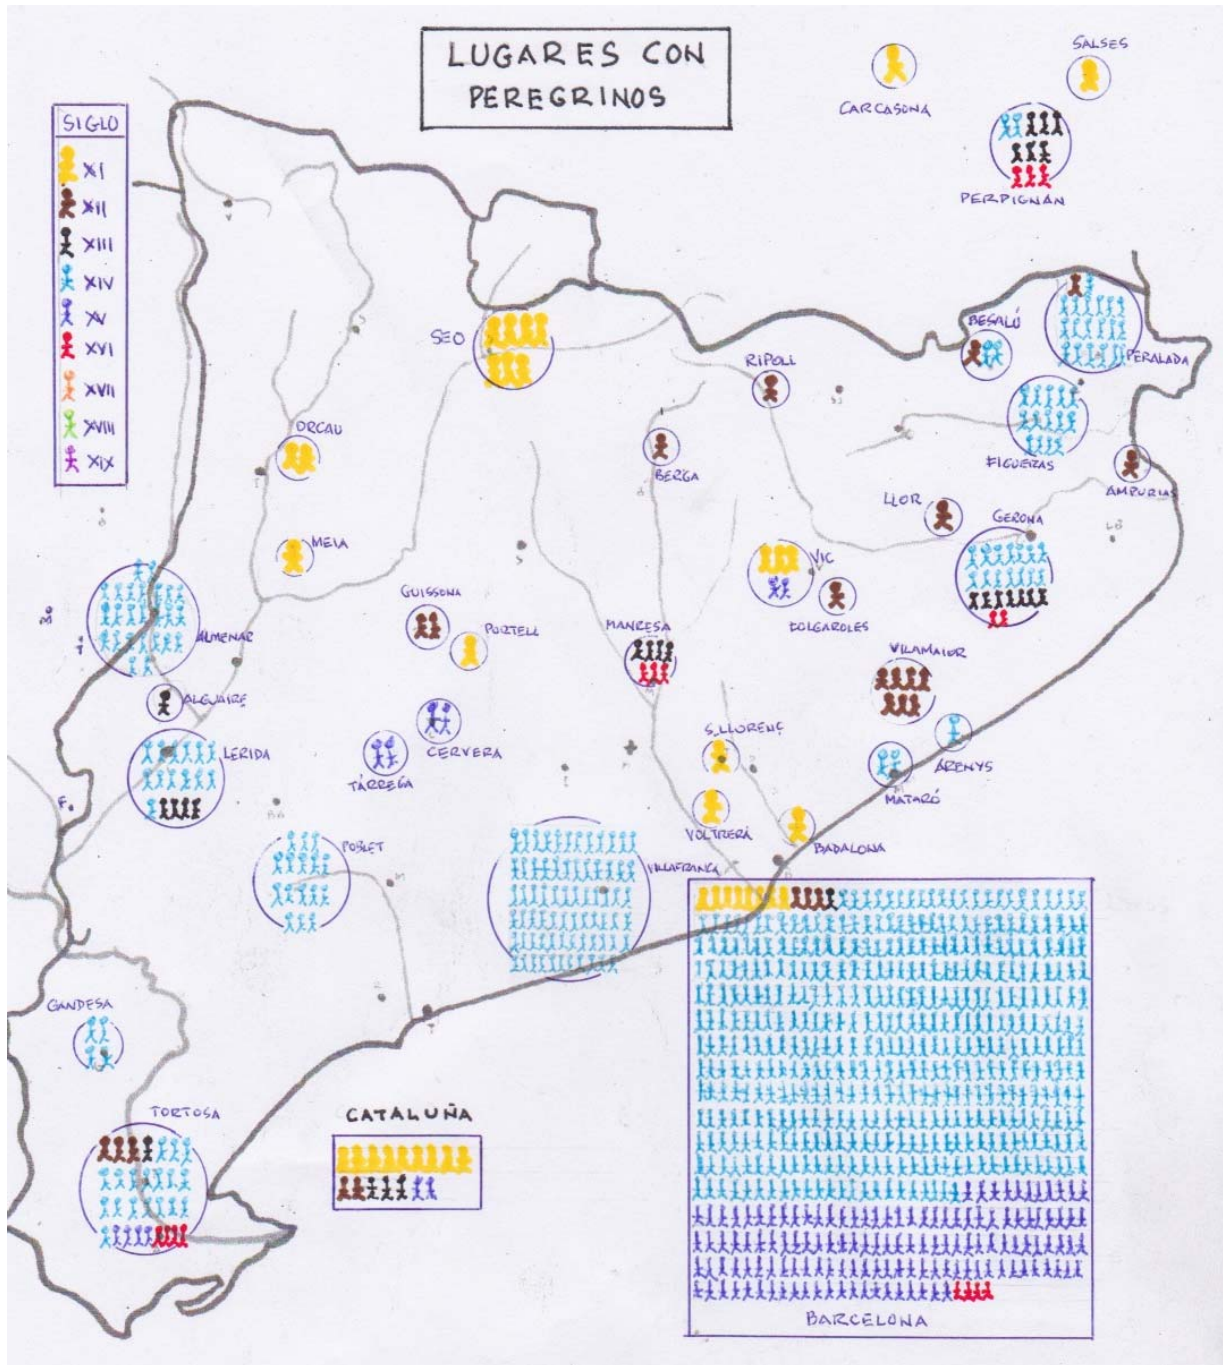 LUGARES CON
PEREGRINOS
SALSES
CARCASONA
PERPIGNÁN
SIGLO
XI
XII
XIII
XIV
XV
XVI
XVII
XVIII
XIX
SEO
BESALÚ
PERALADA
RIPOLL
ORCAU
BERGA
FIGUERAS
AMPURIAS
LLOR
GERONA
MEIA
VIC
GUISSONA
PORTELL
MANRESA
FOLGAROLES
ALMENAR
VILAMAIOR
ALGUAIRE
CERVERA
S.LLORENÇ
ARENYS
LERIDA
TÁRREGA
MATARÓ
VOLTRERÁ
BADALONA
POBLET
VILLAFRANCA
GANDESA
TORTOSA
CATALUÑA
BARCELONA